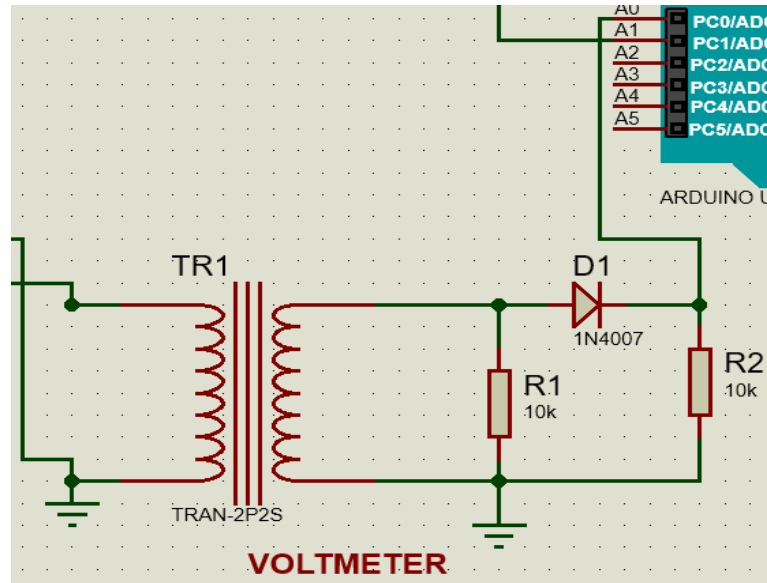 A0
PC0/ADC
A1
PC1/ADC
A2
PC2/ADC
A3
PC3/ADC
A4
PC4/ADC
A5
PC5/ADC
ARDUINO U
TR1
D1
1N4007
R1
10k
R2
10k
TRAN-2P2S
VOLTMETER